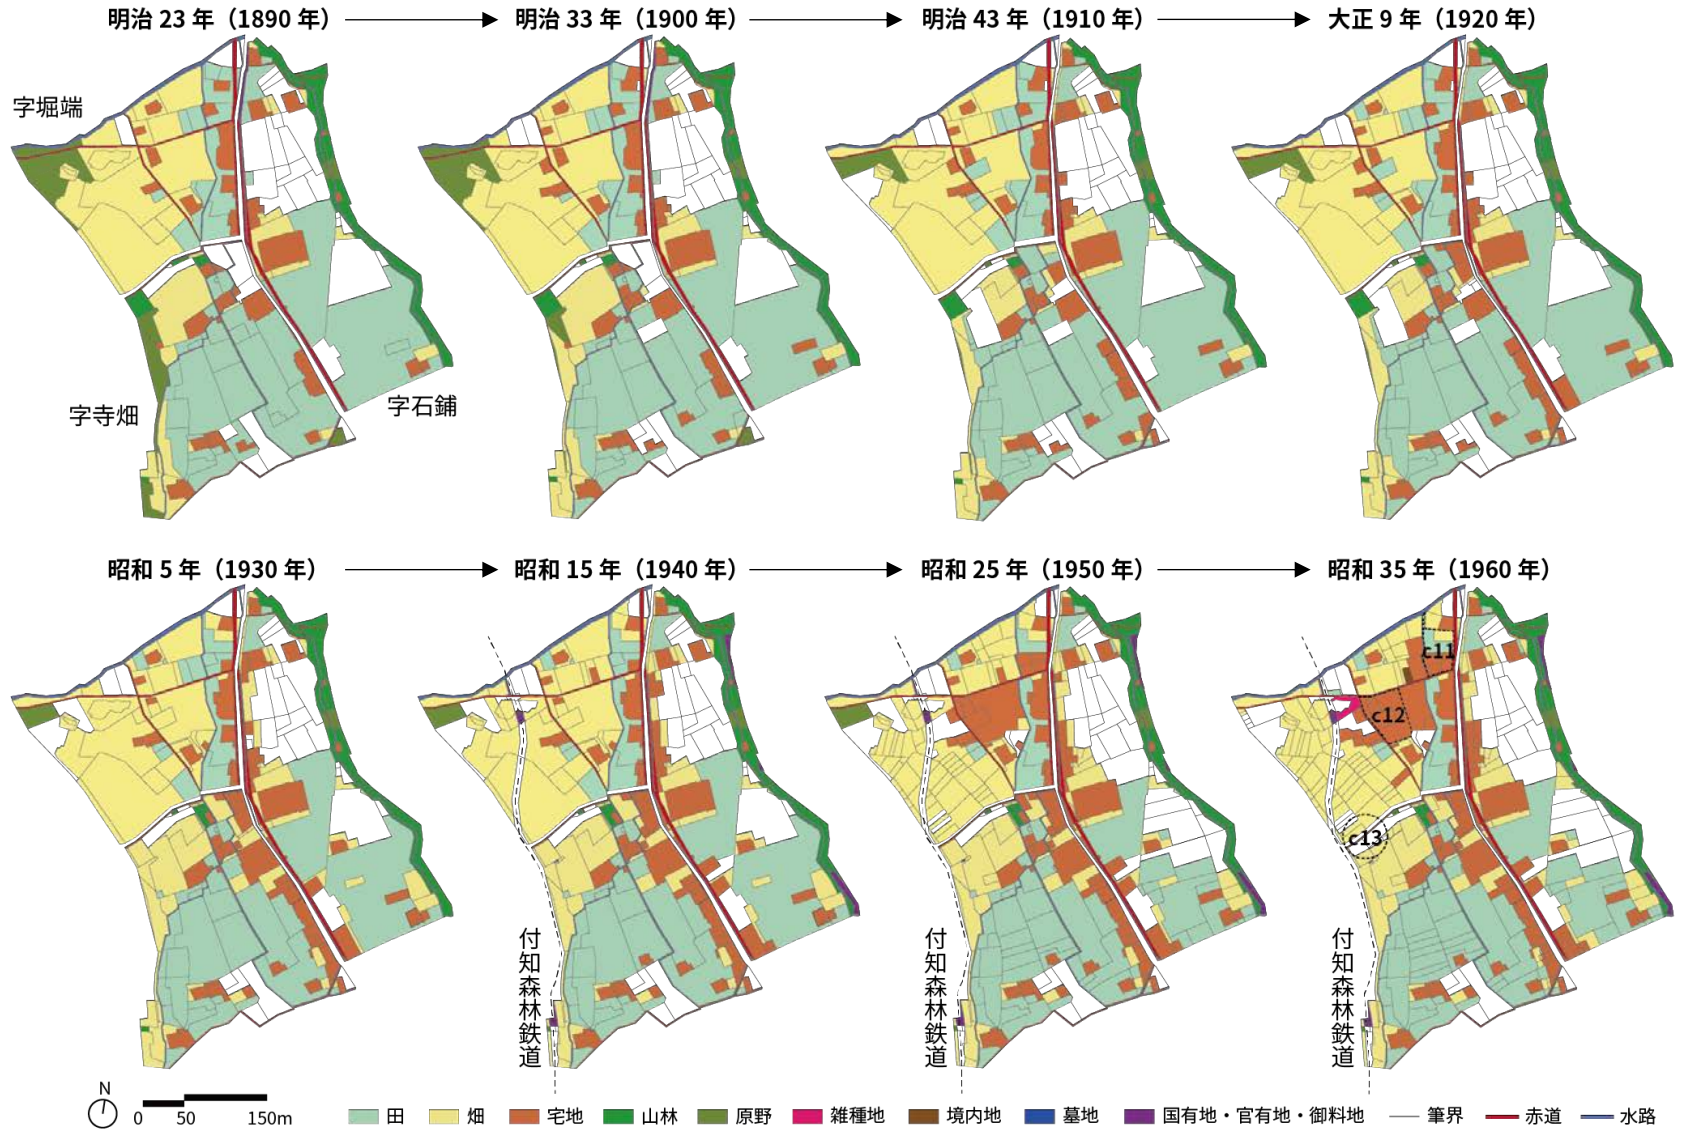 明治 23 年（1890 年）
明治 33 年（1900 年）
明治 43 年（1910 年）
大正 9 年（1920 年）
字堀端
字寺畑
字石鋪
昭和 5 年（1930 年）
昭和 15 年（1940 年）
昭和 25 年（1950 年）
昭和 35 年（1960 年）
c11
c12
c13
付知森林鉄道
付知森林鉄道
付知森林鉄道
N
0 50 150m
田 畑 宅地 山林 原野 雑種地 境内地 墓地 国有地・官有地・御料地 筆界 赤道 水路